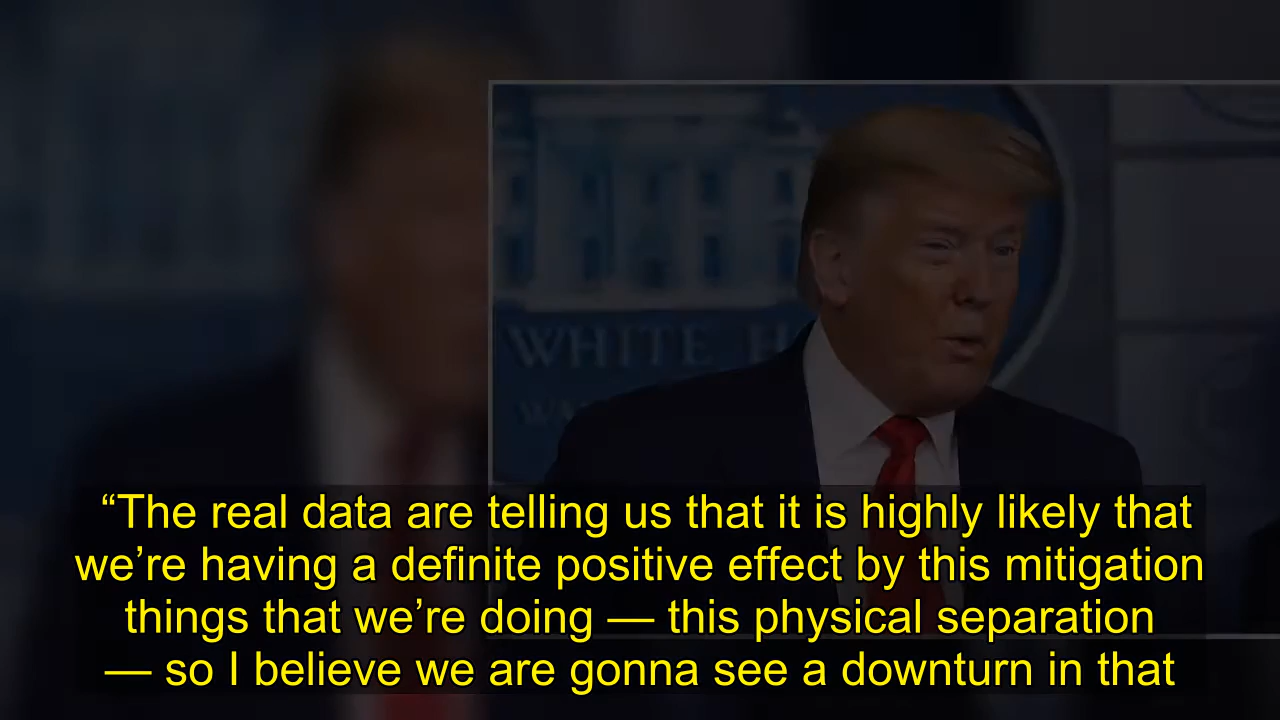 WHITE H
WA
“The real data are telling us that it is highly likely that
we’re having a definite positive effect by this mitigation
things that we’re doing — this physical separation
— so I believe we are gonna see a downturn in that